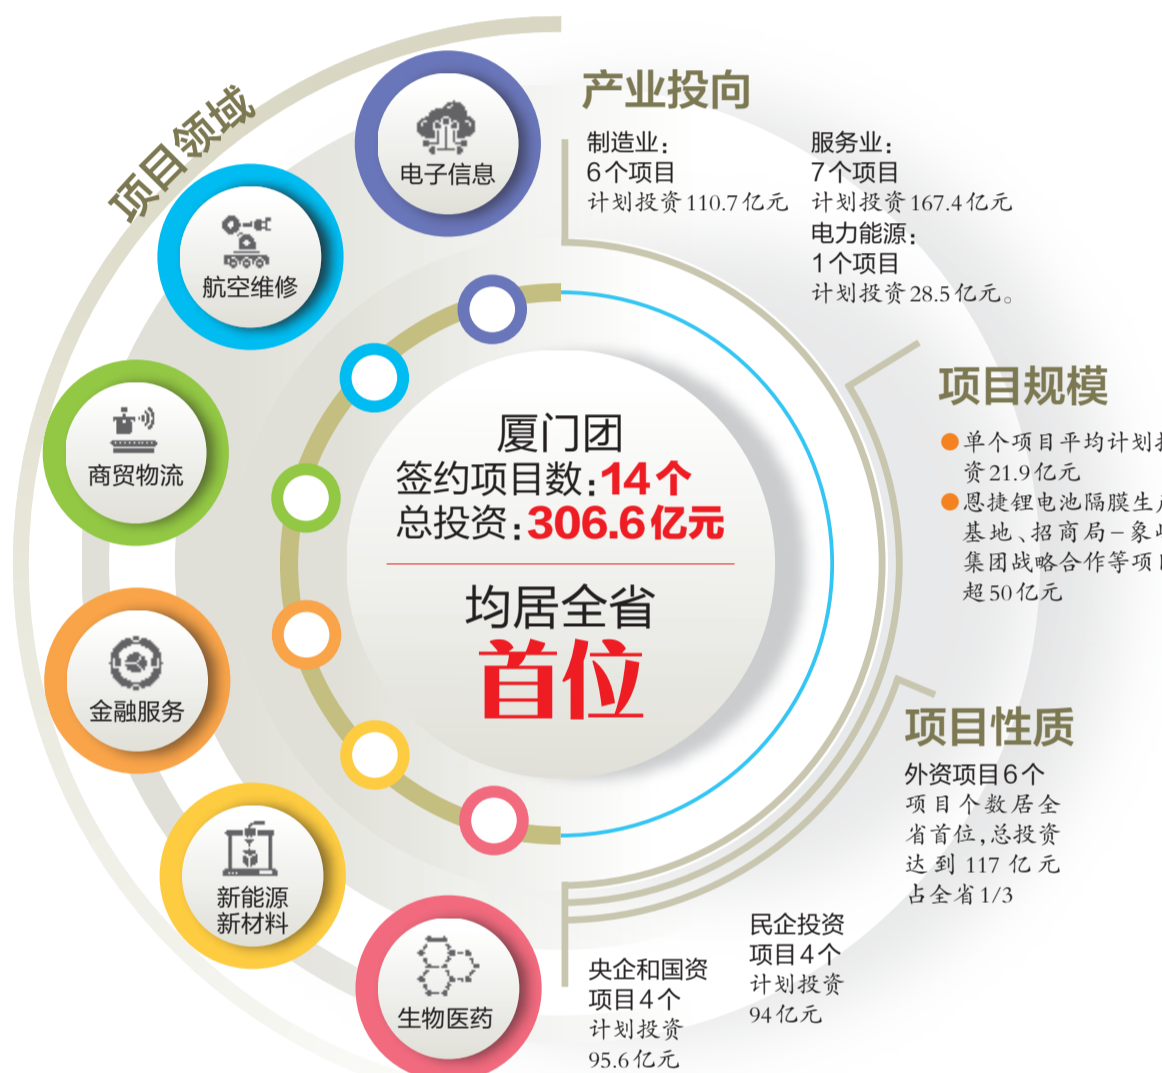 项目领域
电子信息
航空维修
商贸物流
金融服务
新能源
新材料
生物医药
厦门团
签约项目数:14个
总投资:306.6亿元
均居全省
首位
产业投向
制造业:
6个项目
计划投资110.7亿元
服务业:
7个项目
计划投资167.4亿元
电力能源:
1个项目
计划投资28.5亿元。
项目规模
单个项目平均计划
资21.9亿元
恩捷锂电池隔膜生
基地、招商局-象
集团战略合作等项
超50亿元
项目性质
外资项目6个
项目个数居全
省首位,总投资
达到117亿元
占全省1/3
民企投资
项目4个
计划投资
94亿元
央企和国资
项目4个
计划投资
95.6亿元